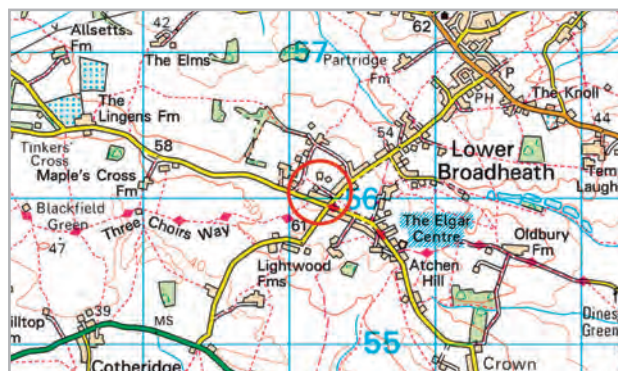 Allsetts
Fm
42
The Elms
57
Partridge
Fm
62
P
PH
The Knoll
44
The
Lingens Fm
Tinkers'
Cross
58
Maple's Cross
Fm
54
Lower
Broadheath
Tem
Laugh
Blackfield
Green
47
Three Choirs Way
61
56
The Elgar
Centre
Oldbury
Fm
Lightwood
Fms
Atchen
Hill
Dines
Green
39
illtop
m
MS
Cotheridge
55
Crown